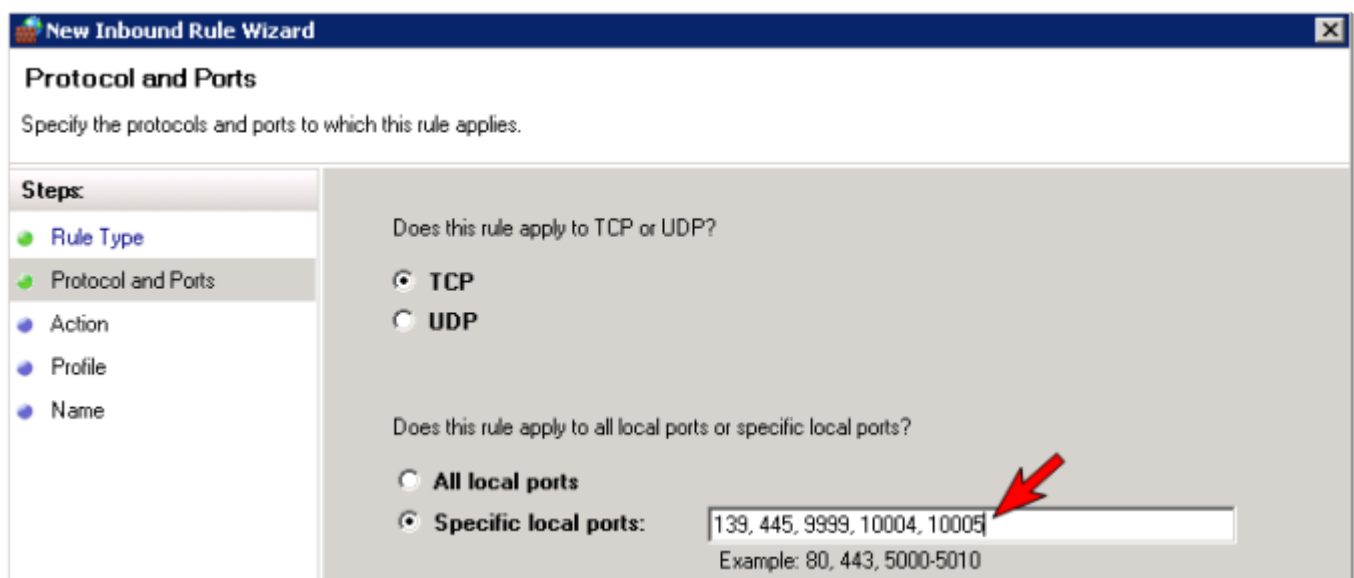 New Inbound Rule Wizard
Protocol and Ports
Specify the protocols and ports to which this rule applies.
Steps:
Rule Type
Protocol and Ports
Action
Profile
Name
Does this rule apply to TCP or UDP?
TCP
UDP
Does this rule apply to all local ports or specific local ports?
All local ports
Specific local ports: 139, 445, 9999, 10004, 10005
Example: 80, 443, 5000-5010